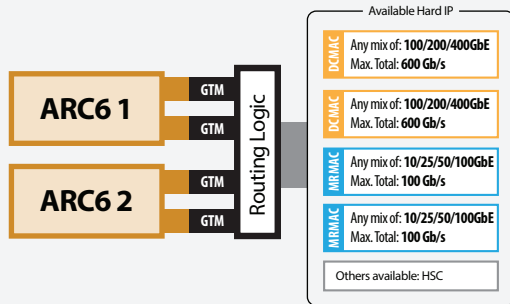 Available Hard IP
ARC6 1
ARC6 2
GTM
GTM
GTM
GTM
Routing Logic
DCMAC
Any mix of: 100/200/400GbE
Max. Total: 600 Gb/s
DCMAC
Any mix of: 100/200/400GbE
Max. Total: 600 Gb/s
MRMAC
Any mix of: 10/25/50/100GbE
Max. Total: 100 Gb/s
MRMAC
Any mix of: 10/25/50/100GbE
Max. Total: 100 Gb/s
Others available: HSC